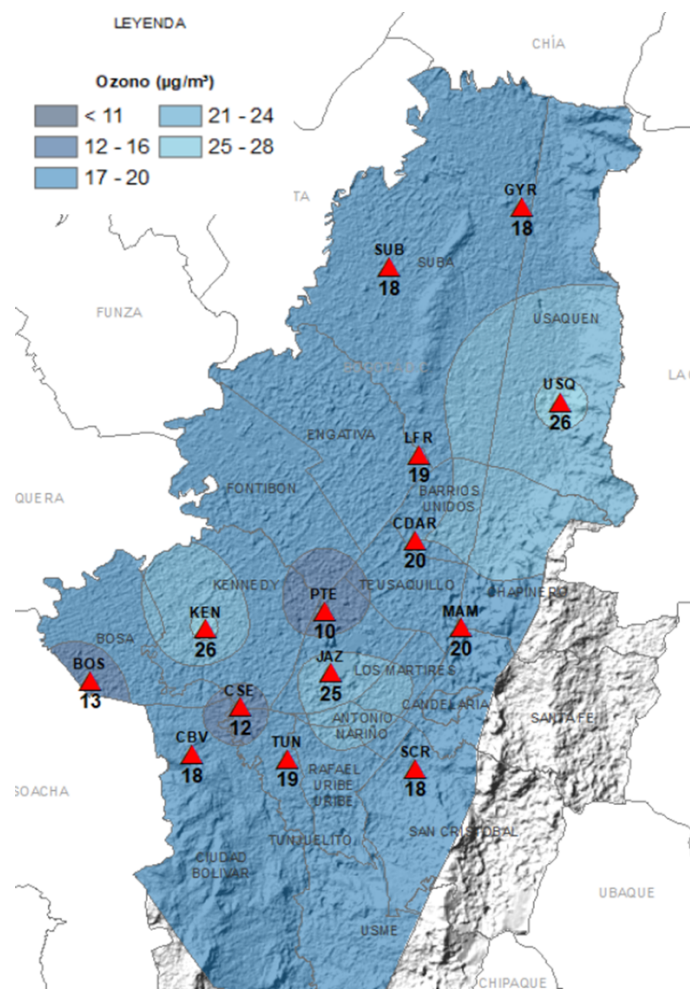 LEYENDA
Ozono (µg/m³)
< 11
21 - 24
12 - 16
25 - 28
17 - 20
CHÍA
TA
GYR
18
SUB
SUBA
18
FUNZA
USAQUEN
LA
USQ
26
ENGATIVA
LFR
19
FONTIBON
BARRIOS
UNIDOS
QUERA
CDAR
20
KENNEDY
PTE
TEUSAQUILLO
CHAPINERO
KEN
10
MAM
26
20
BOSA
JAZ
LOS MARTIRES
BOS
25
13
CSE
CANDELARIA
SANTA FE
12
ANTONIO
NARIÑO
CBV
TUN
SCR
18
19
18
RAFAEL
URIBE
URIBE
SOACHA
SAN CRISTOBAL
TUNJUELITO
CIUDAD
BOLIVAR
UBAQUE
USME
CHIPAQUE